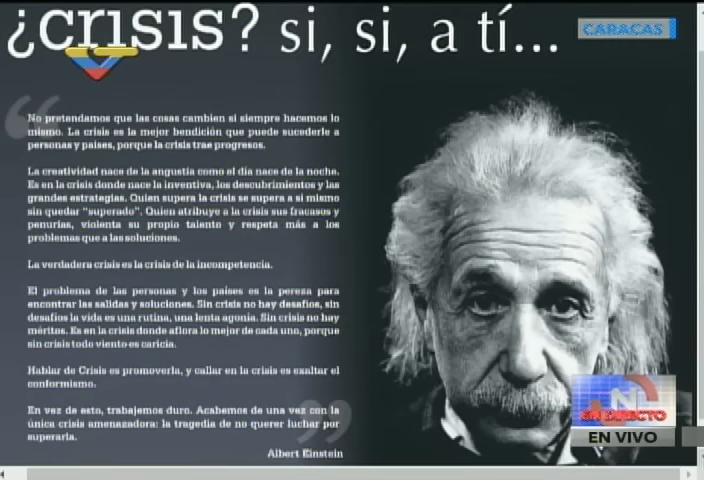 ¿crisis? si, si, a tí...
CARACAS
No pretendamos que las cosas cambien si siempre hacemos lo
mismo. La crisis es la mejor bendición que puede sucederle a
personas y países, porque la crisis trae progresos.
La creatividad nace de la angustia como el día nace de la noche.
Es en la crisis donde nace la inventiva, los descubrimientos y las
grandes estrategias. Quien supera la crisis se supera a si mismo
sin quedar "superado". Quien atribuye a la crisis sus fracasos y
penurias, violenta su propio talento y respeta más a los
problemas que a las soluciones.
La verdadera crisis es la crisis de la incompetencia.
El problema de las personas y los países es la pereza para
encontrar las salidas y soluciones. Sin crisis no hay desafíos, sin
desafíos la vida es una rutina, una lenta agonía. Sin crisis no hay
méritos. Es en la crisis donde aflora lo mejor de cada uno, porque
sin crisis todo viento es caricia.
Hablar de Crisis es promoverla, y callar en la crisis es exaltar el
conformismo.
En vez de esto, trabajemos duro. Acabemos de una vez con la
única crisis amenazadora: la tragedia de no querer luchar por
superarla.
Albert Einstein
EN DIRECTO
EN VIVO